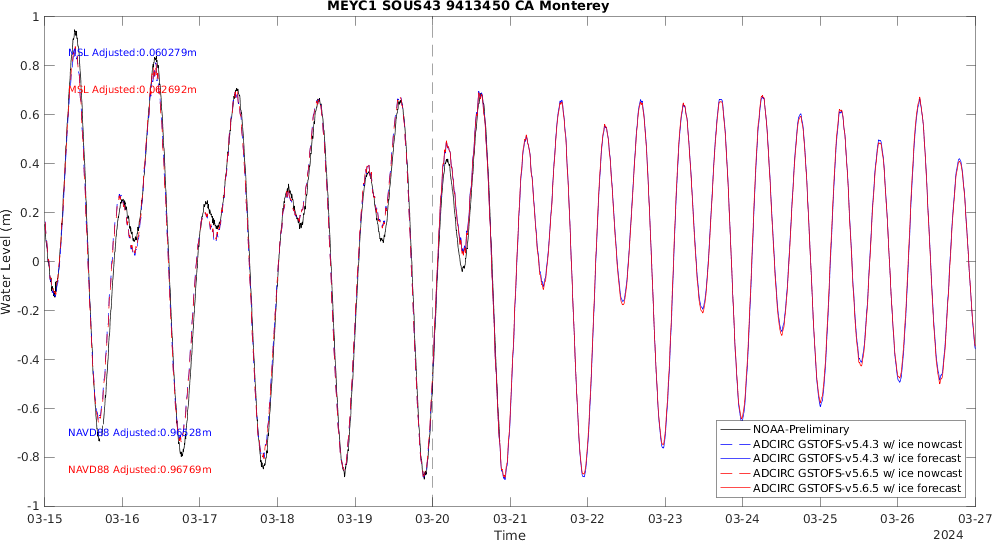 MEYC1 SOUS43 9413450 CA Monterey
Water Level (m)
1
0.8
0.6
0.4
0.2
0
-0.2
-0.4
-0.6
-0.8
-1
MSL Adjusted:0.060279m
MSL Adjusted:0.062692m
NAVD88 Adjusted:0.96528m
NAVD88 Adjusted:0.96769m
NOAA-Preliminary
ADCIRC GSTOFS-v5.4.3 w/ ice nowcast
ADCIRC GSTOFS-v5.4.3 w/ ice forecast
ADCIRC GSTOFS-v5.6.5 w/ ice nowcast
ADCIRC GSTOFS-v5.6.5 w/ ice forecast
03-15 03-16 03-17 03-18 03-19 03-20 03-21 03-22 03-23 03-24 03-25 03-26 03-27
Time
2024